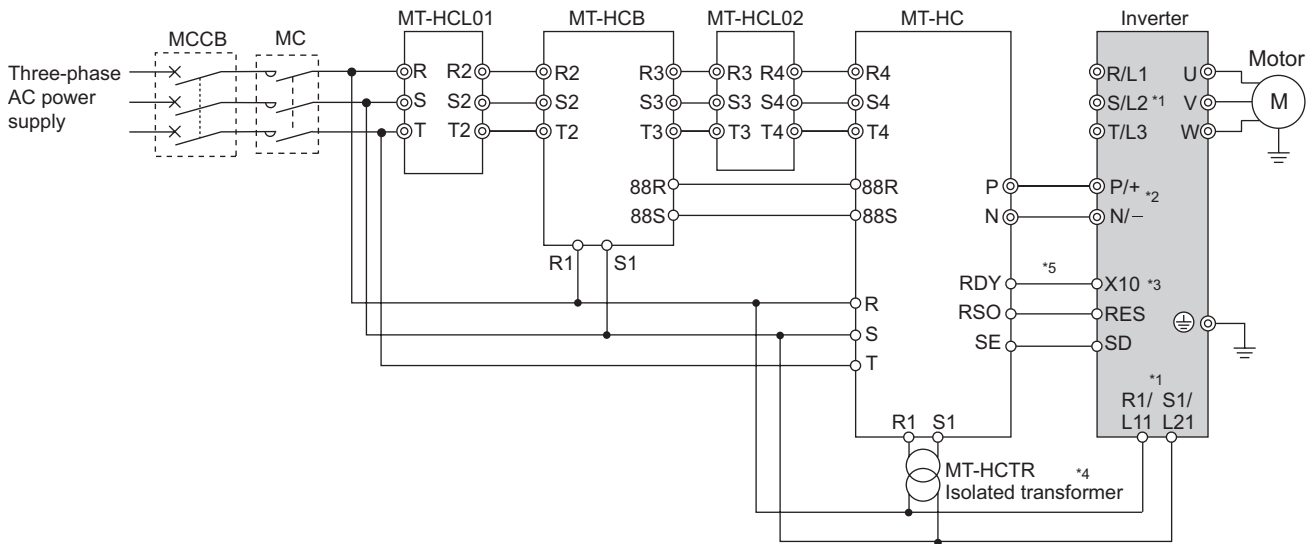 MT-HCL01 MT-HCB MT-HCL02 MT-HC Inverter
MCCB MC Motor
Three-phase
AC power
supply
R R2 R2 R3 R3 R4 R4 R/L1 U
S S2 S2 S3 S3 S4 S4 S/L2 *1 V M
T T2 T2 T3 T3 T4 T4 T/L3 W
88R 88R P P/+ *2
88S 88S N N/−
R1 S1
*5
RDY X10 *3
R
RSO RES
S
SE SD
T
*1
R1/ S1/
L11 L21
R1 S1
MT-HCTR *4
Isolated transformer